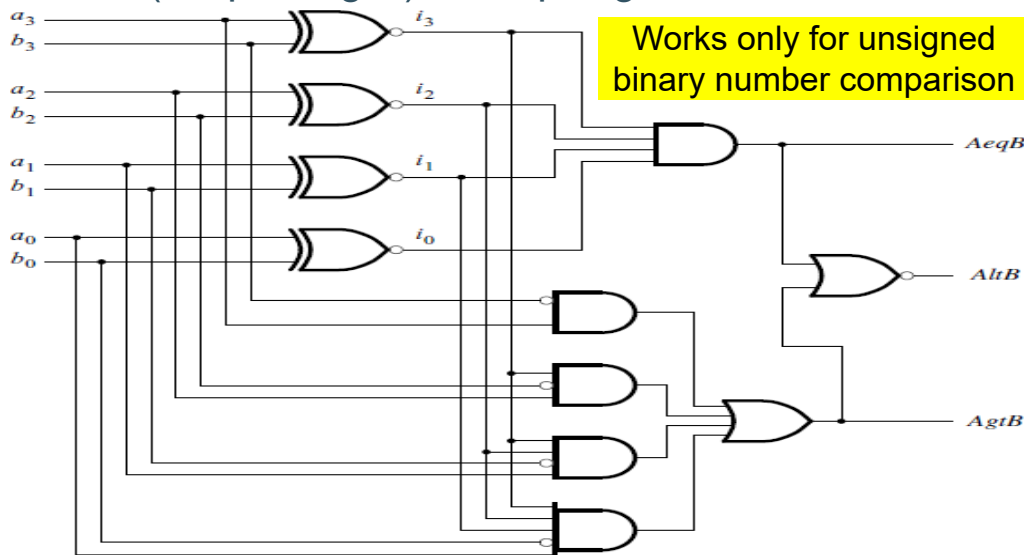 a3
b3
i3
Works only for unsigned
binary number comparison
a2
b2
i2
a1
b1
i1
AeqB
a0
b0
i0
AltB
AgtB